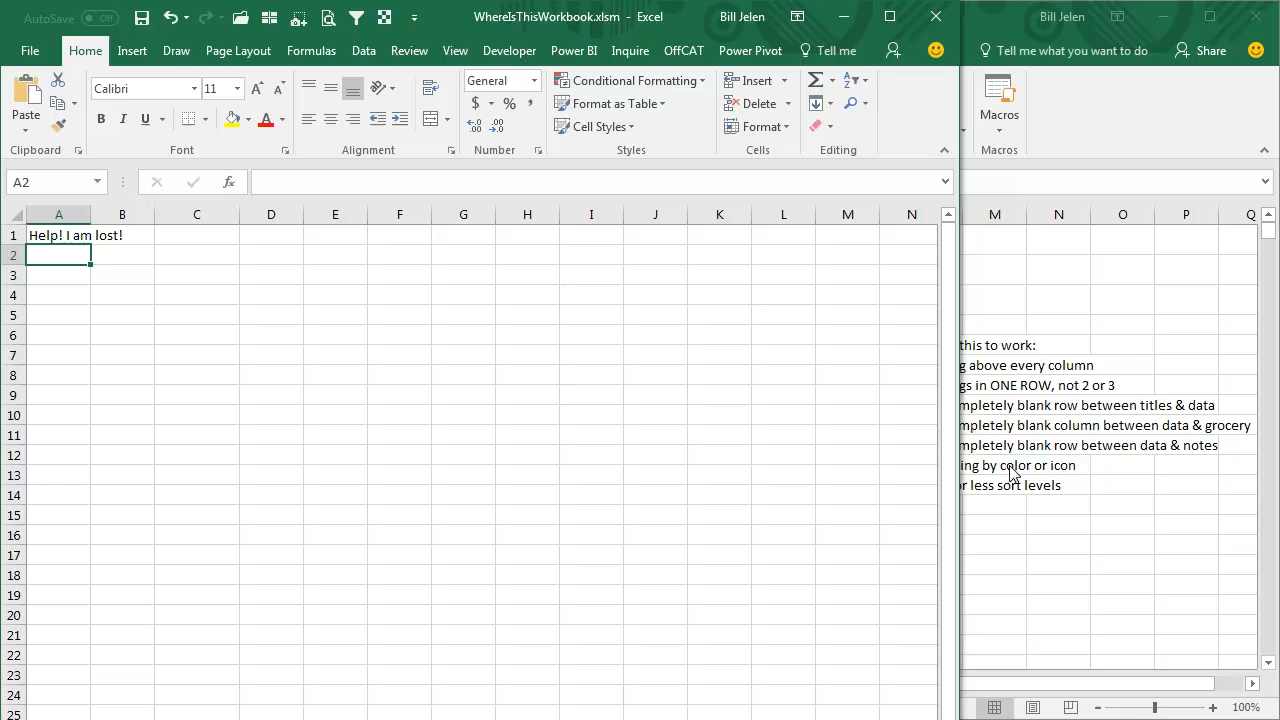 AutoSave Off WhereIsThisWorkbook.xlsm - Excel Bill Jelen Bill Jelen
File Home Insert Draw Page Layout Formulas Data Review View Developer Power BI Inquire OffCAT Power Pivot Tell me Tell me what you want to do Share
Paste
Clipboard
Calibri 11
B I U A
Font
Alignment
General
$ % ,
Number
Conditional Formatting
Format as Table
Cell Styles
Styles
Insert
Delete
Format
Cells
Editing
Macros
Macros
A2 fx
A B C D E F G H I J K L M N M N O P Q
1 Help! I am lost!
2
3
4
5
6
7 this to work:
8 g above every column
9 gs in ONE ROW, not 2 or 3
10 mpletely blank row between titles & data
11 mpletely blank column between data & grocery
12 mpletely blank row between data & notes
13 ing by color or icon
14 or less sort levels
15
16
17
18
19
20
21
22
23
24
25
100%